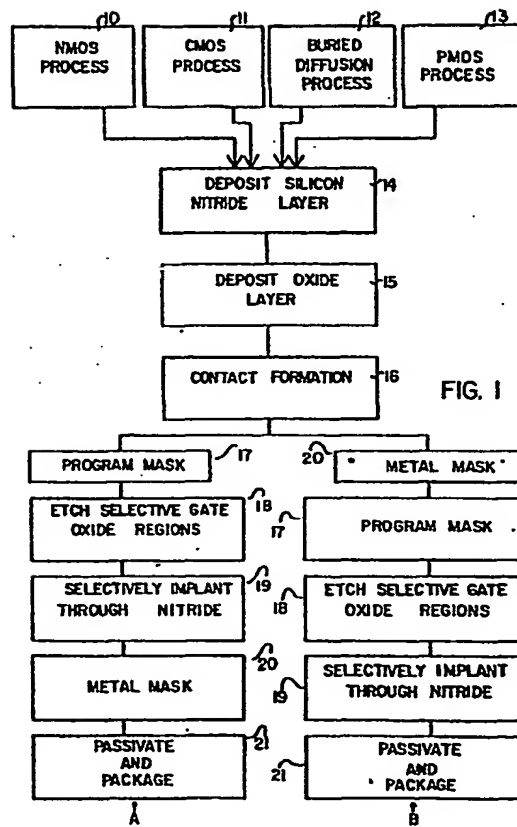 10
NMOS
PROCESS
11
CMOS
PROCESS
12
BURIED
DIFFUSION
PROCESS
13
PMOS
PROCESS
DEPOSIT SILICON
NITRIDE LAYER
14
DEPOSIT OXIDE
LAYER
15
CONTACT FORMATION
16
FIG. 1
PROGRAM MASK
17
ETCH SELECTIVE GATE
OXIDE REGIONS
18
SELECTIVELY IMPLANT
THROUGH NITRIDE
19
METAL MASK
20
PASSIVATE
AND
PACKAGE
21
A
20
METAL MASK
17
PROGRAM MASK
18
ETCH SELECTIVE GATE
OXIDE REGIONS
19
SELECTIVELY IMPLANT
THROUGH NITRIDE
21
PASSIVATE
AND
PACKAGE
B